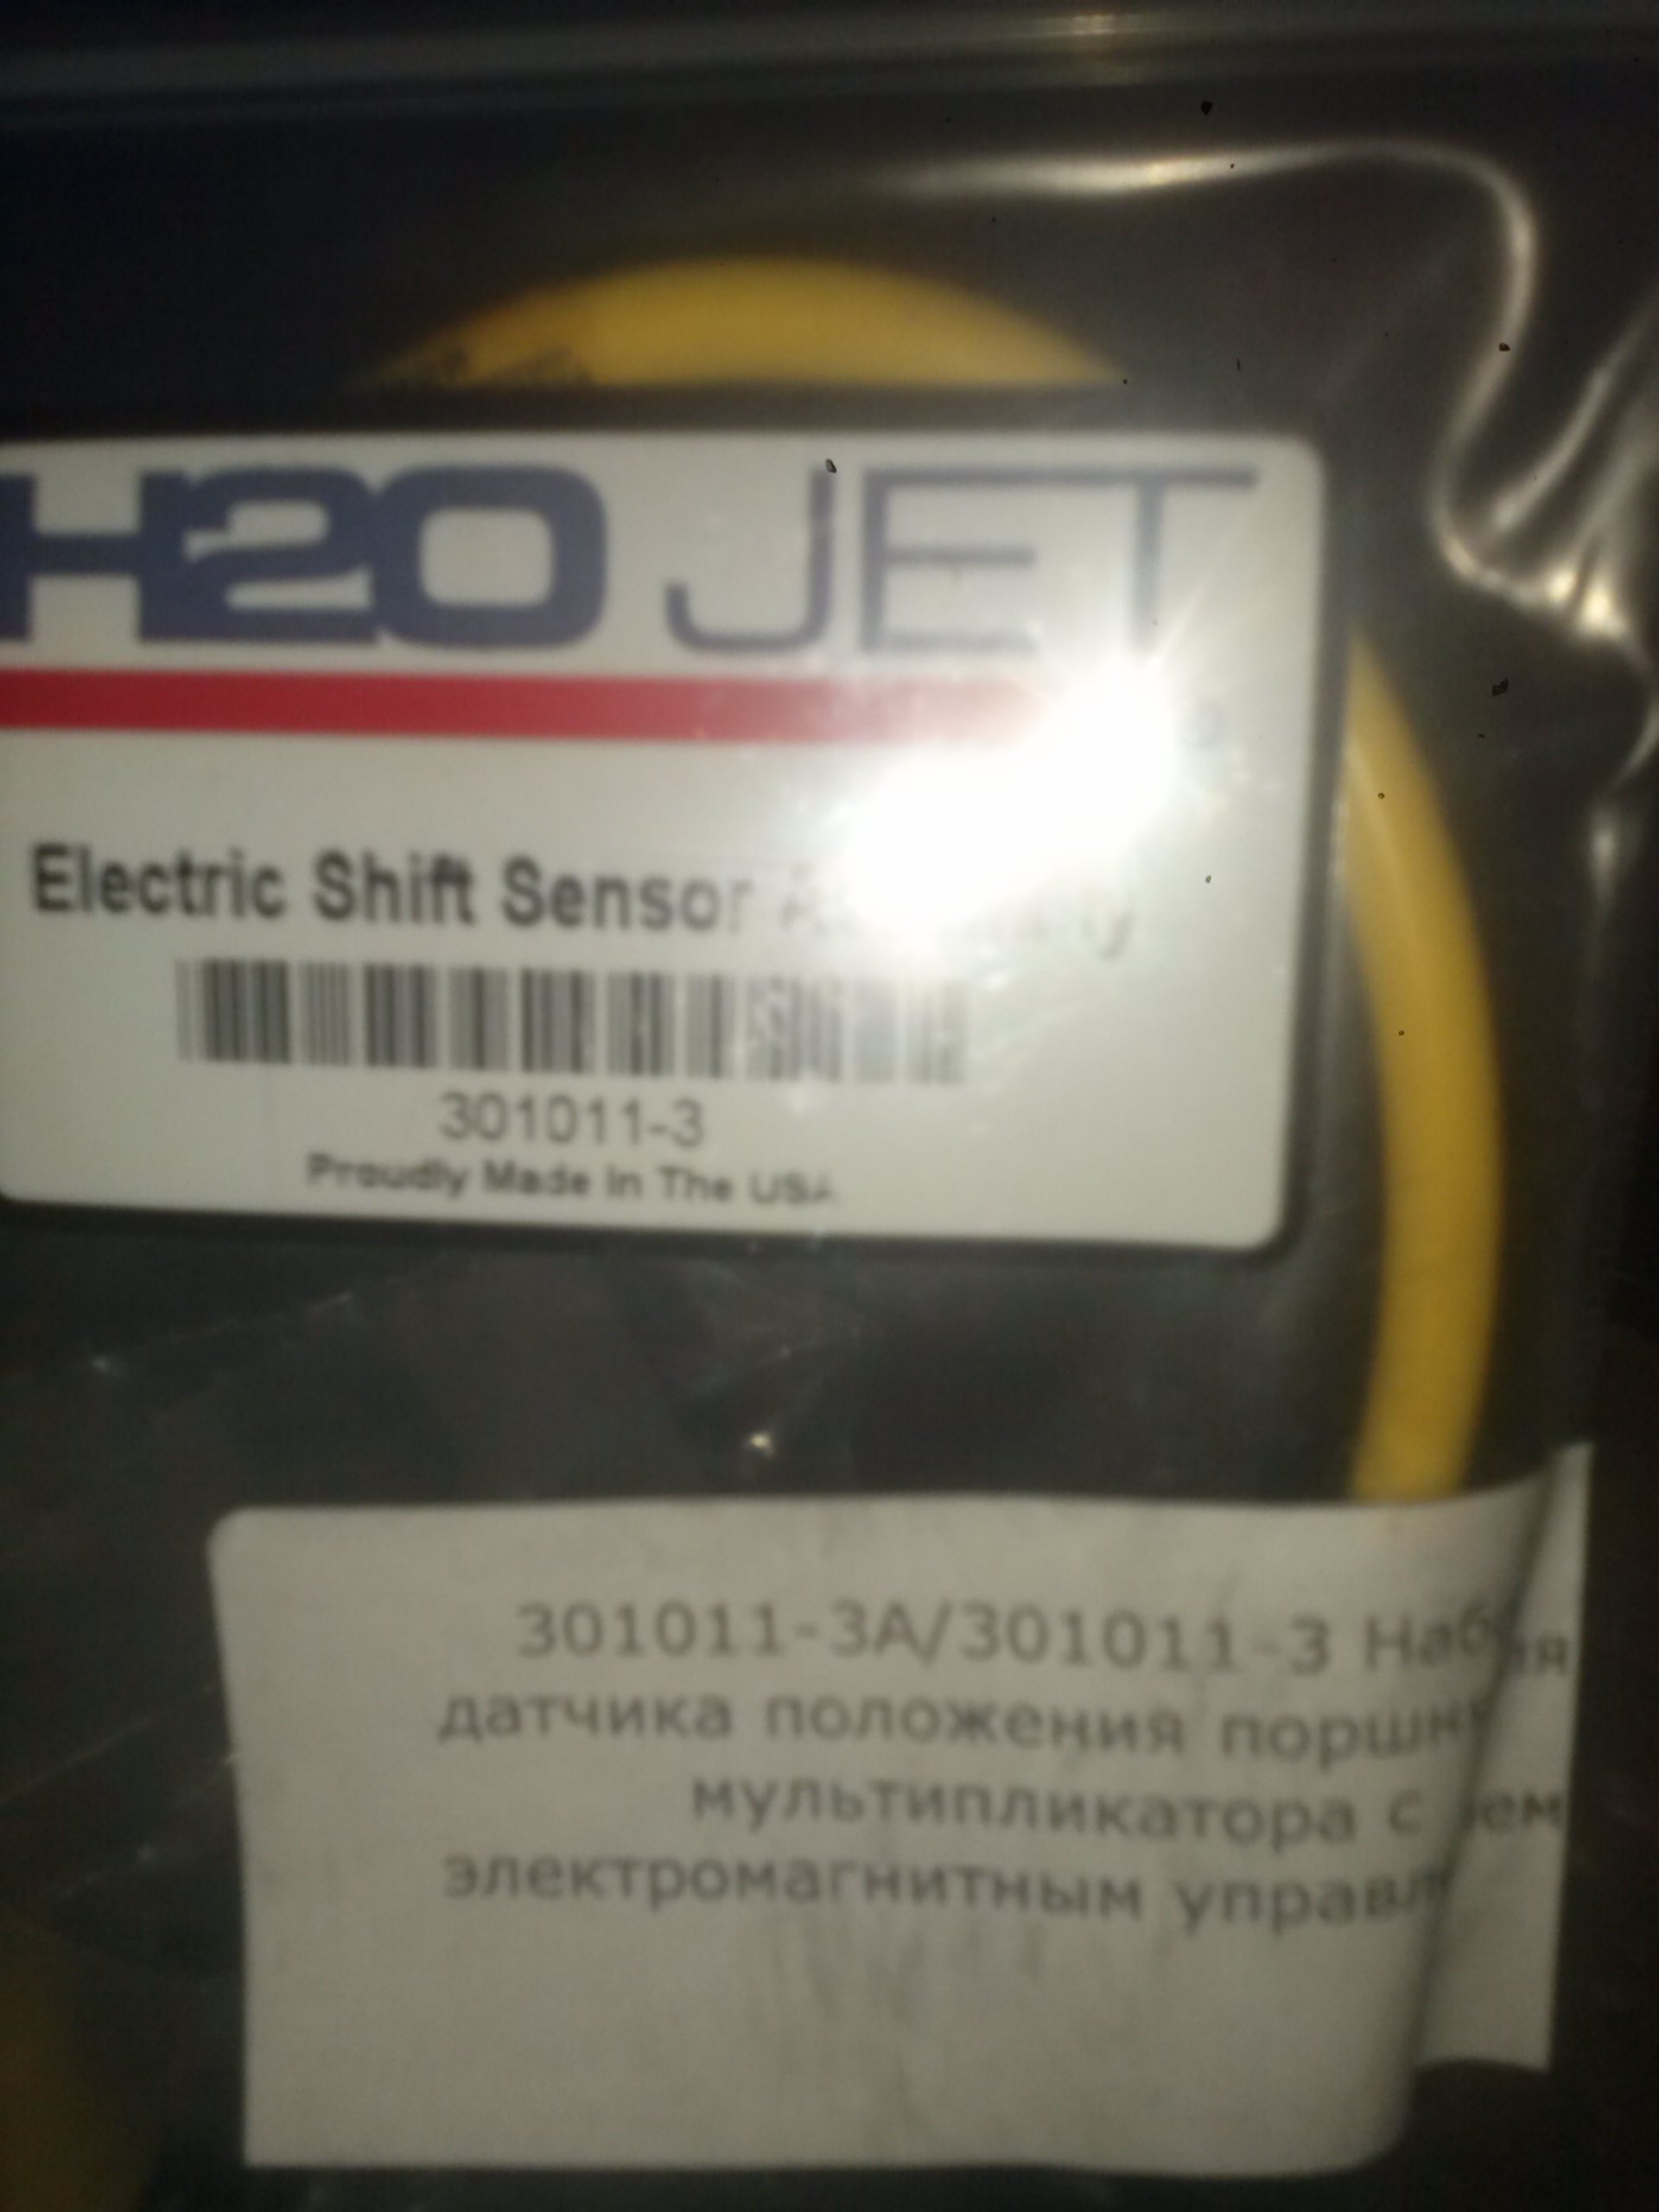 H2O JET
Electric Shift Sensor
301011-3
Proudly Made In The USA
301011-3A/301011-3
датчика положения
мультипликатора с
электромагнитным